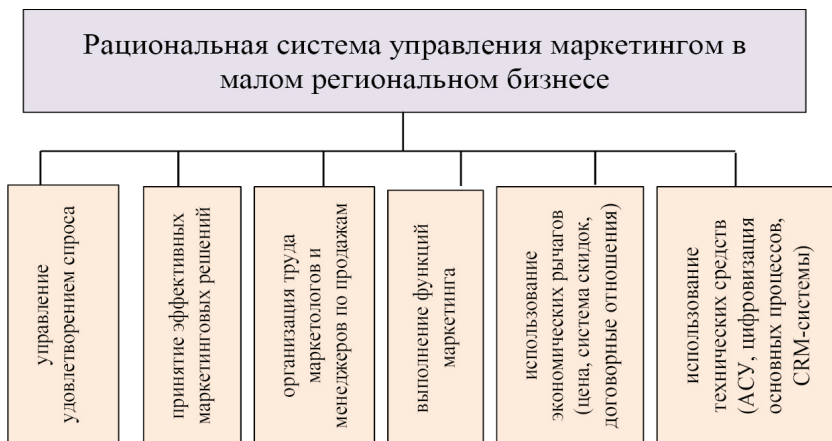 Рациональная система управления маркетингом в
малом региональном бизнесе
управление
удовлетворением спроса
принятие эффективных
маркетинговых решений
организация труда
маркетологов и
менеджеров по продажам
выполнение функций
маркетинга
использование
экономических рычагов
(цена, система скидок,
договорные отношения)
использование
технических средств
(АСУ, цифровизация
основных процессов,
CRM-системы)